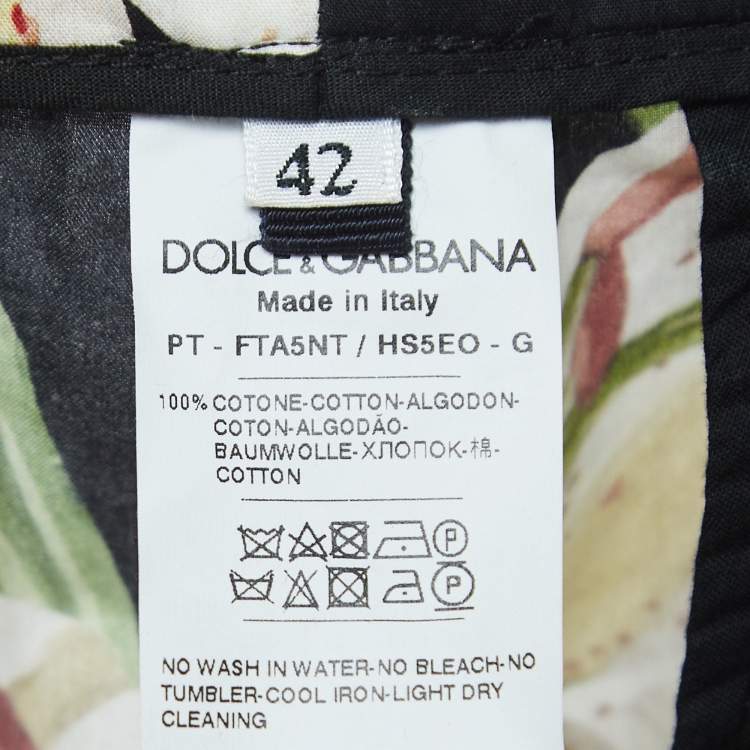 42
DOLCE & GABBANA
Made in Italy
PT - FTA5NT / HS5EO - G
100% COTONE-COTTON-ALGODON-
COTON-ALGODÃO-
BAUMWOLLE-ХЛОПОК-棉-
COTTON
P
P
NO WASH IN WATER-NO BLEACH-NO
TUMBLER-COOL IRON-LIGHT DRY
CLEANING